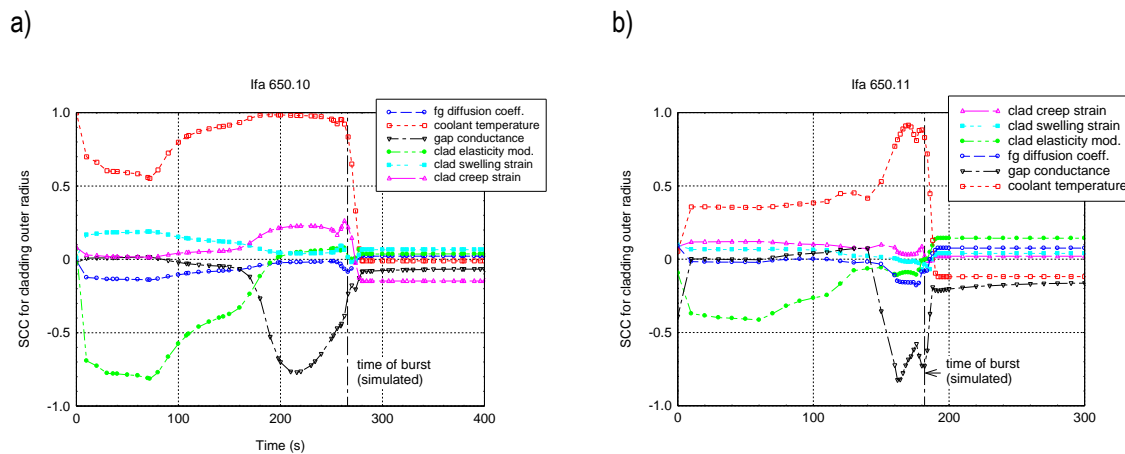 a)
Ifa 650.10
SCC for cladding outer radius
1.0
0.5
0
-0.5
-1.0
fg diffusion coeff.
coolant temperature
gap conductance
clad elasticity mod.
clad swelling strain
clad creep strain
time of burst
(simulated)
0 100 200 300 400
Time (s)
b)
Ifa 650.11
SCC for cladding outer radius
1.0
0.5
0
-0.5
-1.0
clad creep strain
clad swelling strain
clad elasticity mod.
fg diffusion coeff.
gap conductance
coolant temperature
time of burst
(simulated)
0 100 200 300